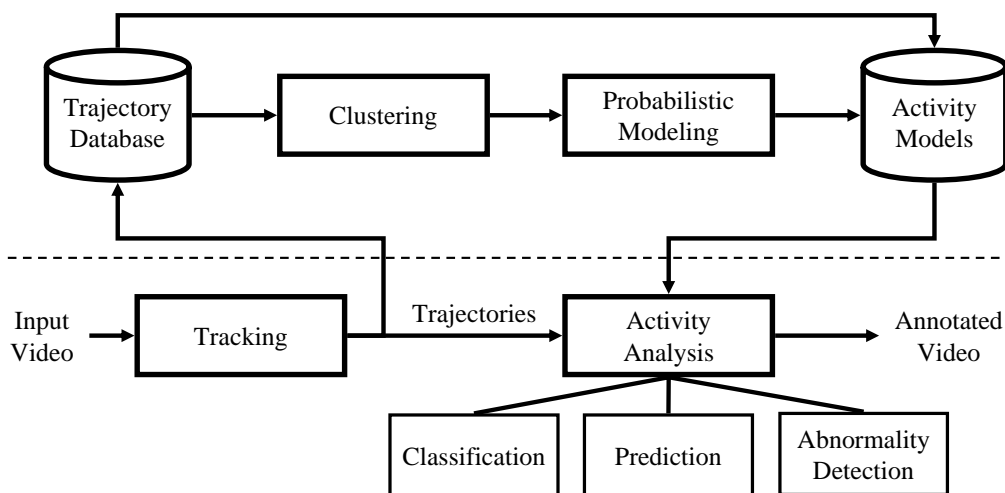 Trajectory
Database
Clustering
Probabilistic
Modeling
Activity
Models
Input
Video
Tracking
Trajectories
Activity
Analysis
Annotated
Video
Classification
Prediction
Abnormality
Detection